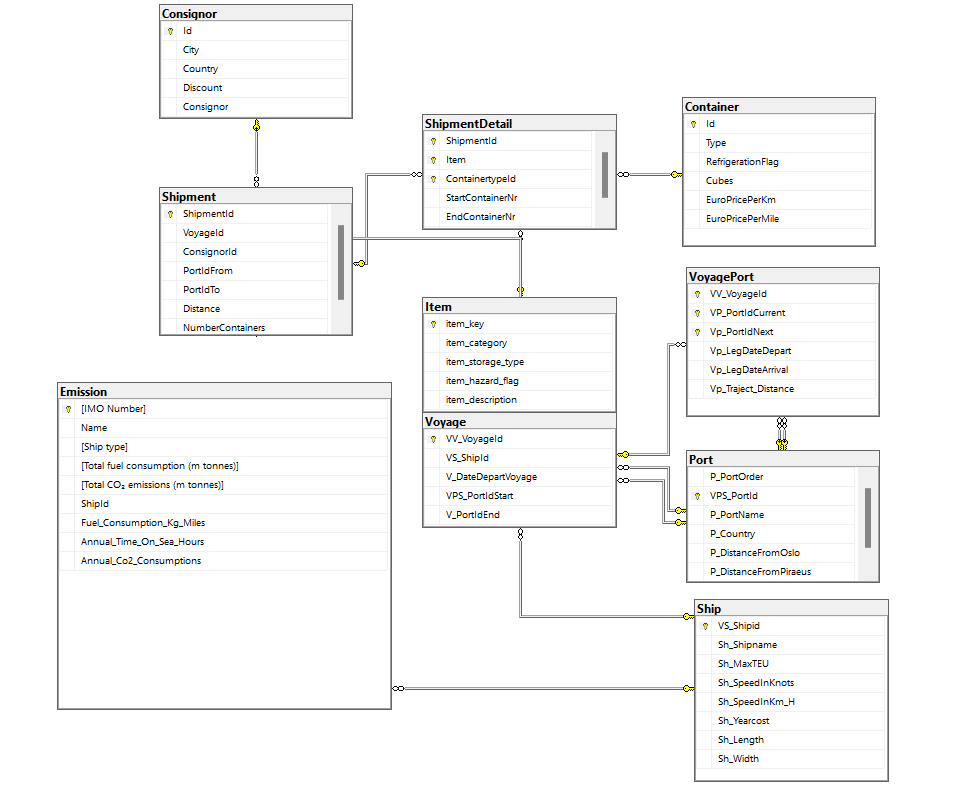 Consignor
Id
City
Country
Discount
Consignor
Shipment
ShipmentId
VoyageId
ConsignorId
PortIdFrom
PortIdTo
Distance
NumberContainers
ShipmentDetail
ShipmentId
Item
ContainertypeId
StartContainerNr
EndContainerNr
Container
Id
Type
RefrigerationFlag
Cubes
EuroPricePerKm
EuroPricePerMile
Item
item_key
item_category
item_storage_type
item_hazard_flag
item_description
Voyage
VV_VoyageId
VS_ShipId
V_DateDepartVoyage
VPS_PortIdStart
V_PortIdEnd
VoyagePort
VV_VoyageId
VP_PortIdCurrent
VP_PortIdNext
Vp_LegDateDepart
Vp_LegDateArrival
Vp_Traject_Distance
Emission
[IMO Number]
Name
[Ship type]
[Total fuel consumption (m tonnes)]
[Total CO₂ emissions (m tonnes)]
ShipId
Fuel_Consumption_Kg_Miles
Annual_Time_On_Sea_Hours
Annual_Co2_Consumptions
Port
P_PortOrder
VPS_PortId
P_PortName
P_Country
P_DistanceFromOslo
P_DistanceFromPiraeus
Ship
VS_Shipid
Sh_Shipname
Sh_MaxTEU
Sh_SpeedInKnots
Sh_SpeedInKm_H
Sh_Yearcost
Sh_Length
Sh_Width